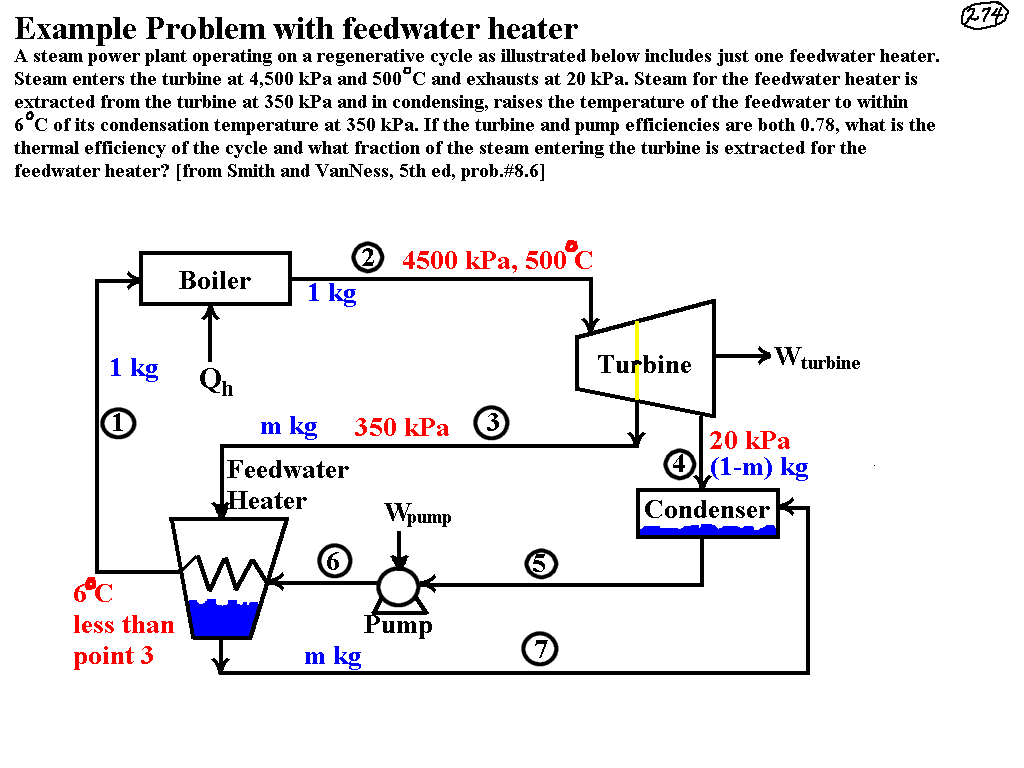 274
Example Problem with feedwater heater
A steam power plant operating on a regenerative cycle as illustrated below includes just one feedwater heater.
Steam enters the turbine at 4,500 kPa and 500°C and exhausts at 20 kPa. Steam for the feedwater heater is
extracted from the turbine at 350 kPa and in condensing, raises the temperature of the feedwater to within
6°C of its condensation temperature at 350 kPa. If the turbine and pump efficiencies are both 0.78, what is the
thermal efficiency of the cycle and what fraction of the steam entering the turbine is extracted for the
feedwater heater? [from Smith and VanNess, 5th ed, prob.#8.6]
2
4500 kPa, 500°C
Boiler
1 kg
Turbine
Wturbine
1 kg
Qh
1
m kg
350 kPa
3
20 kPa
4
(1-m) kg
Feedwater
Heater
Wpump
Condenser
6
5
6°C
less than
point 3
Pump
m kg
7